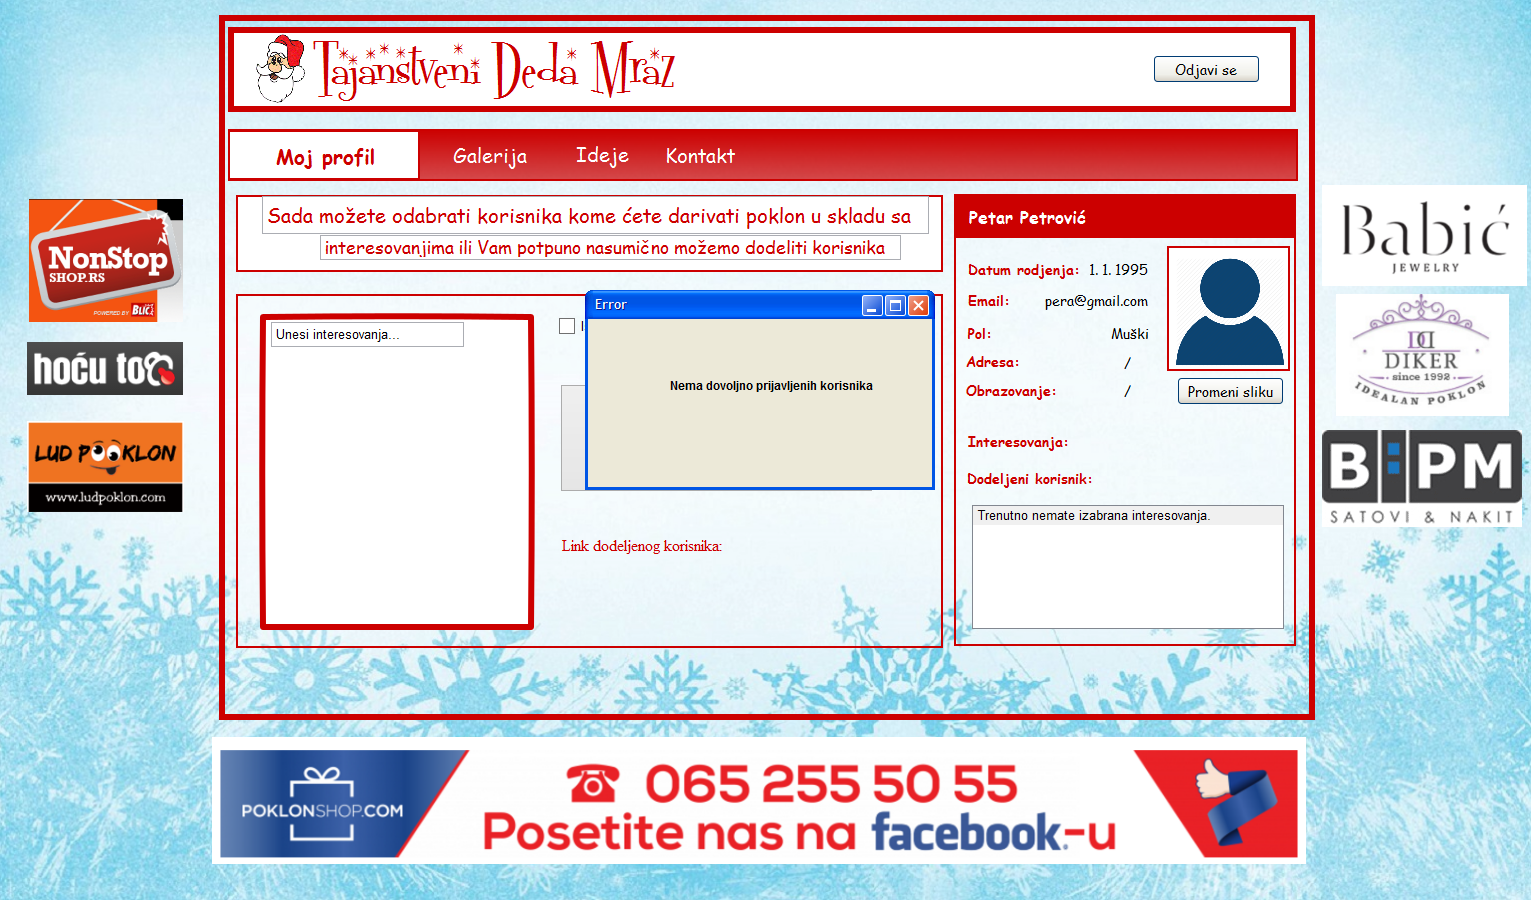 Tajanstveni Deda Mraz
Odjavi se
Moj profil
Galerija
Ideje
Kontakt
Sada možete odabrati korisnika kome ćete darivati poklon u skladu sa
interesovanjima ili Vam potpuno nasumično možemo dodeliti korisnika
Unesi interesovanja...
Error
Nema dovoljno prijavljenih korisnika
Link dodeljenog korisnika:
Petar Petrović
Datum rodjenja: 1. 1. 1995
Email: pera@gmail.com
Pol: Muški
Adresa: /
Obrazovanje: /
Promeni sliku
Interesovanja:
Dodeljeni korisnik:
Trenutno nemate izabrana interesovanja.
NonStop
SHOP.RS
POWERED BY BLIC
hoću to
LUD POKLON
www.ludpoklon.com
Babić
JEWELRY
DD
DIKER
since 1992
IDEALAN POKLON
B:PM
SATOVI & NAKIT
POKLONSHOP.COM
065 255 50 55
Posetite nas na facebook-u